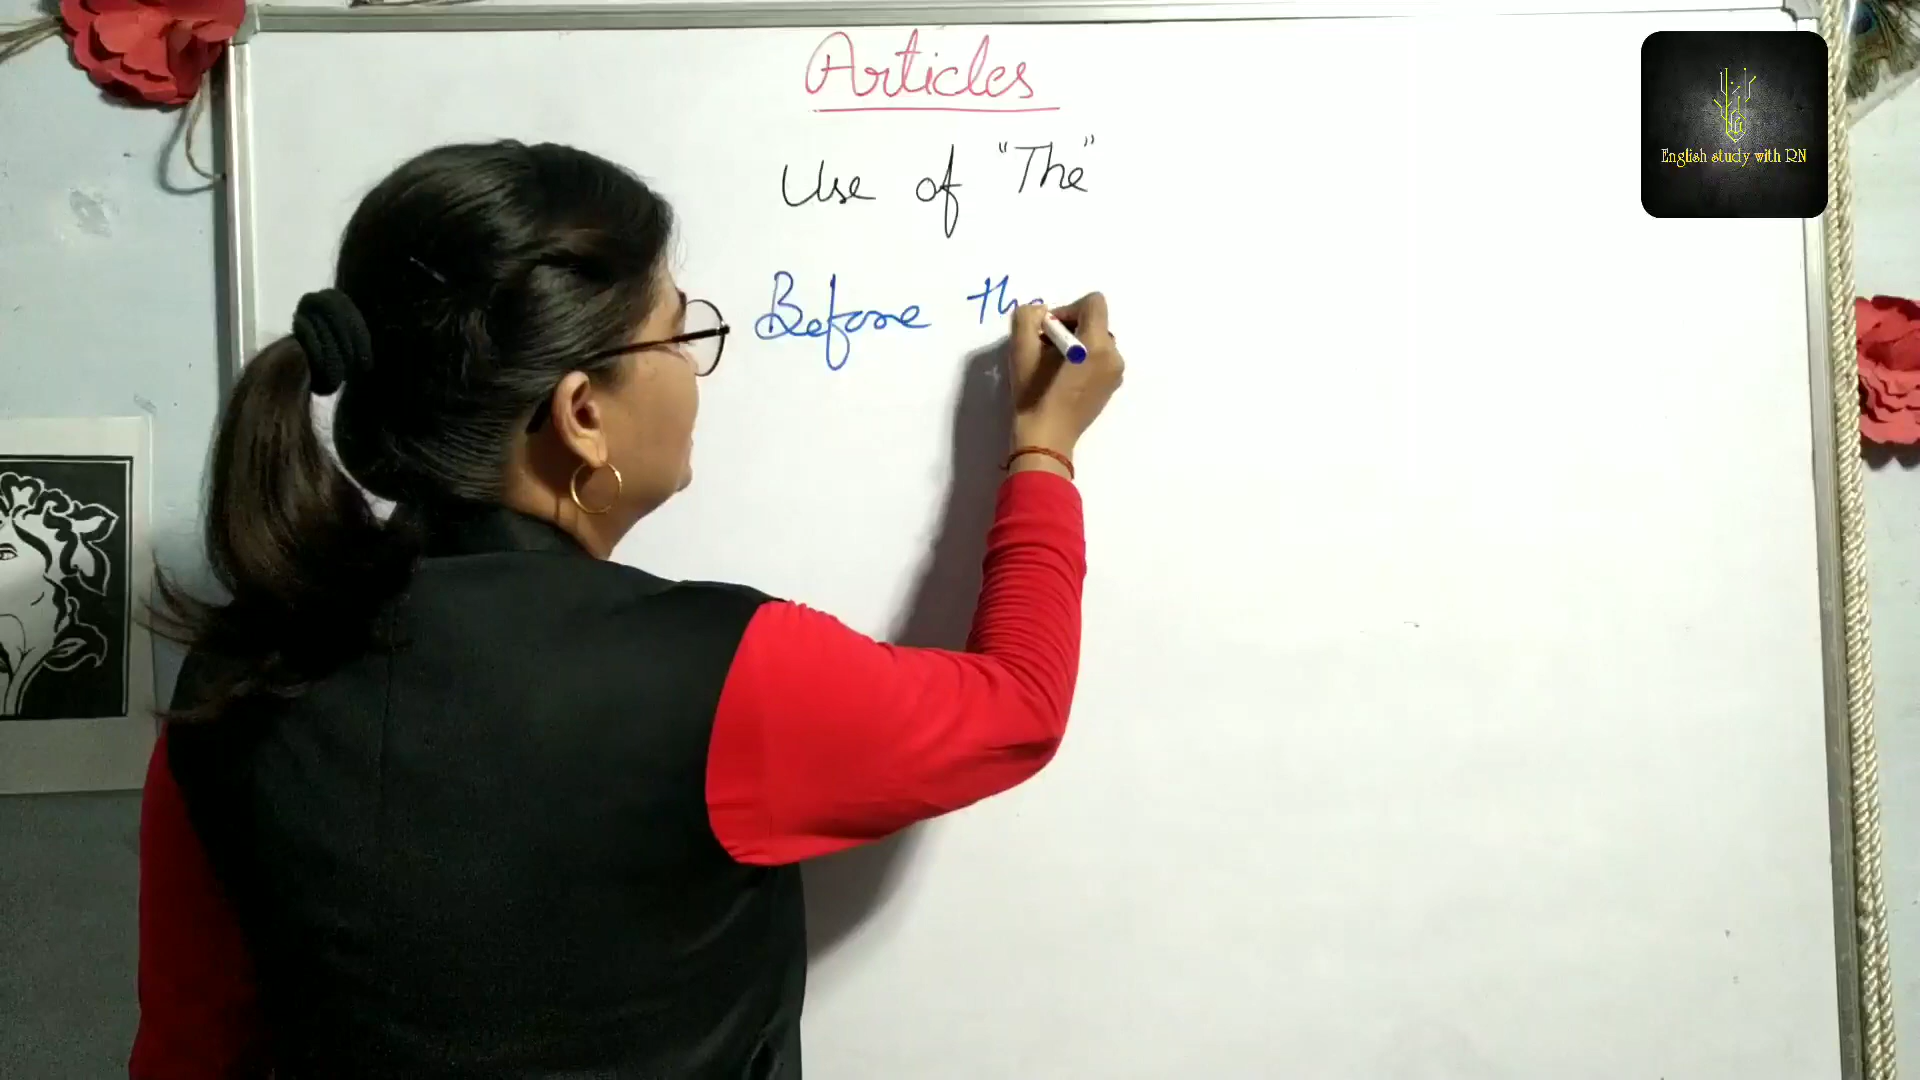 Articles
Use of "The"
Before the
English study with RN